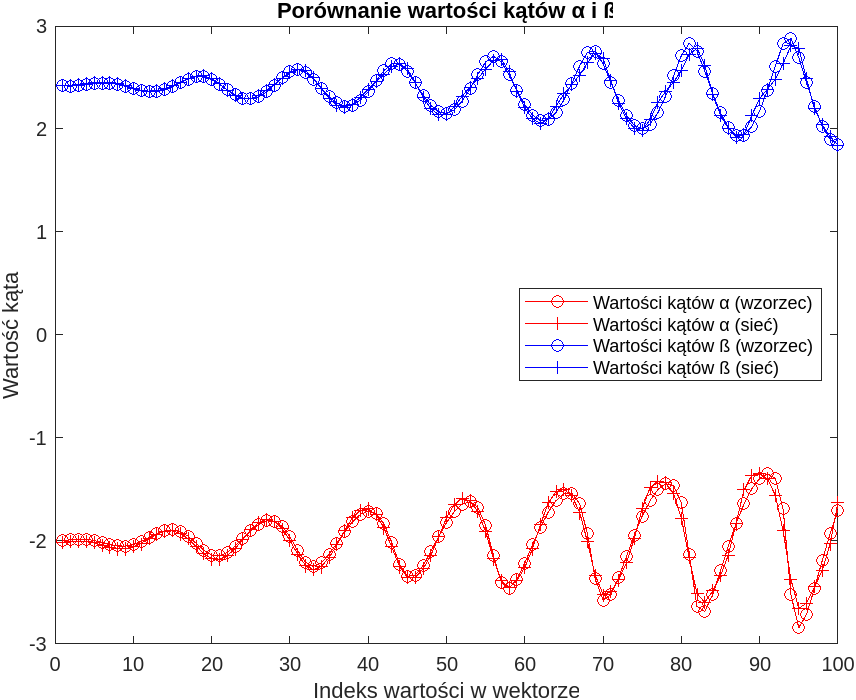 Porównanie wartości kątów α i ß
3
2
1
0
-1
-2
-3
Wartość kąta
Wartości kątów α (wzorzec)
Wartości kątów α (sieć)
Wartości kątów ß (wzorzec)
Wartości kątów ß (sieć)
0 10 20 30 40 50 60 70 80 90 100
Indeks wartości w wektorze